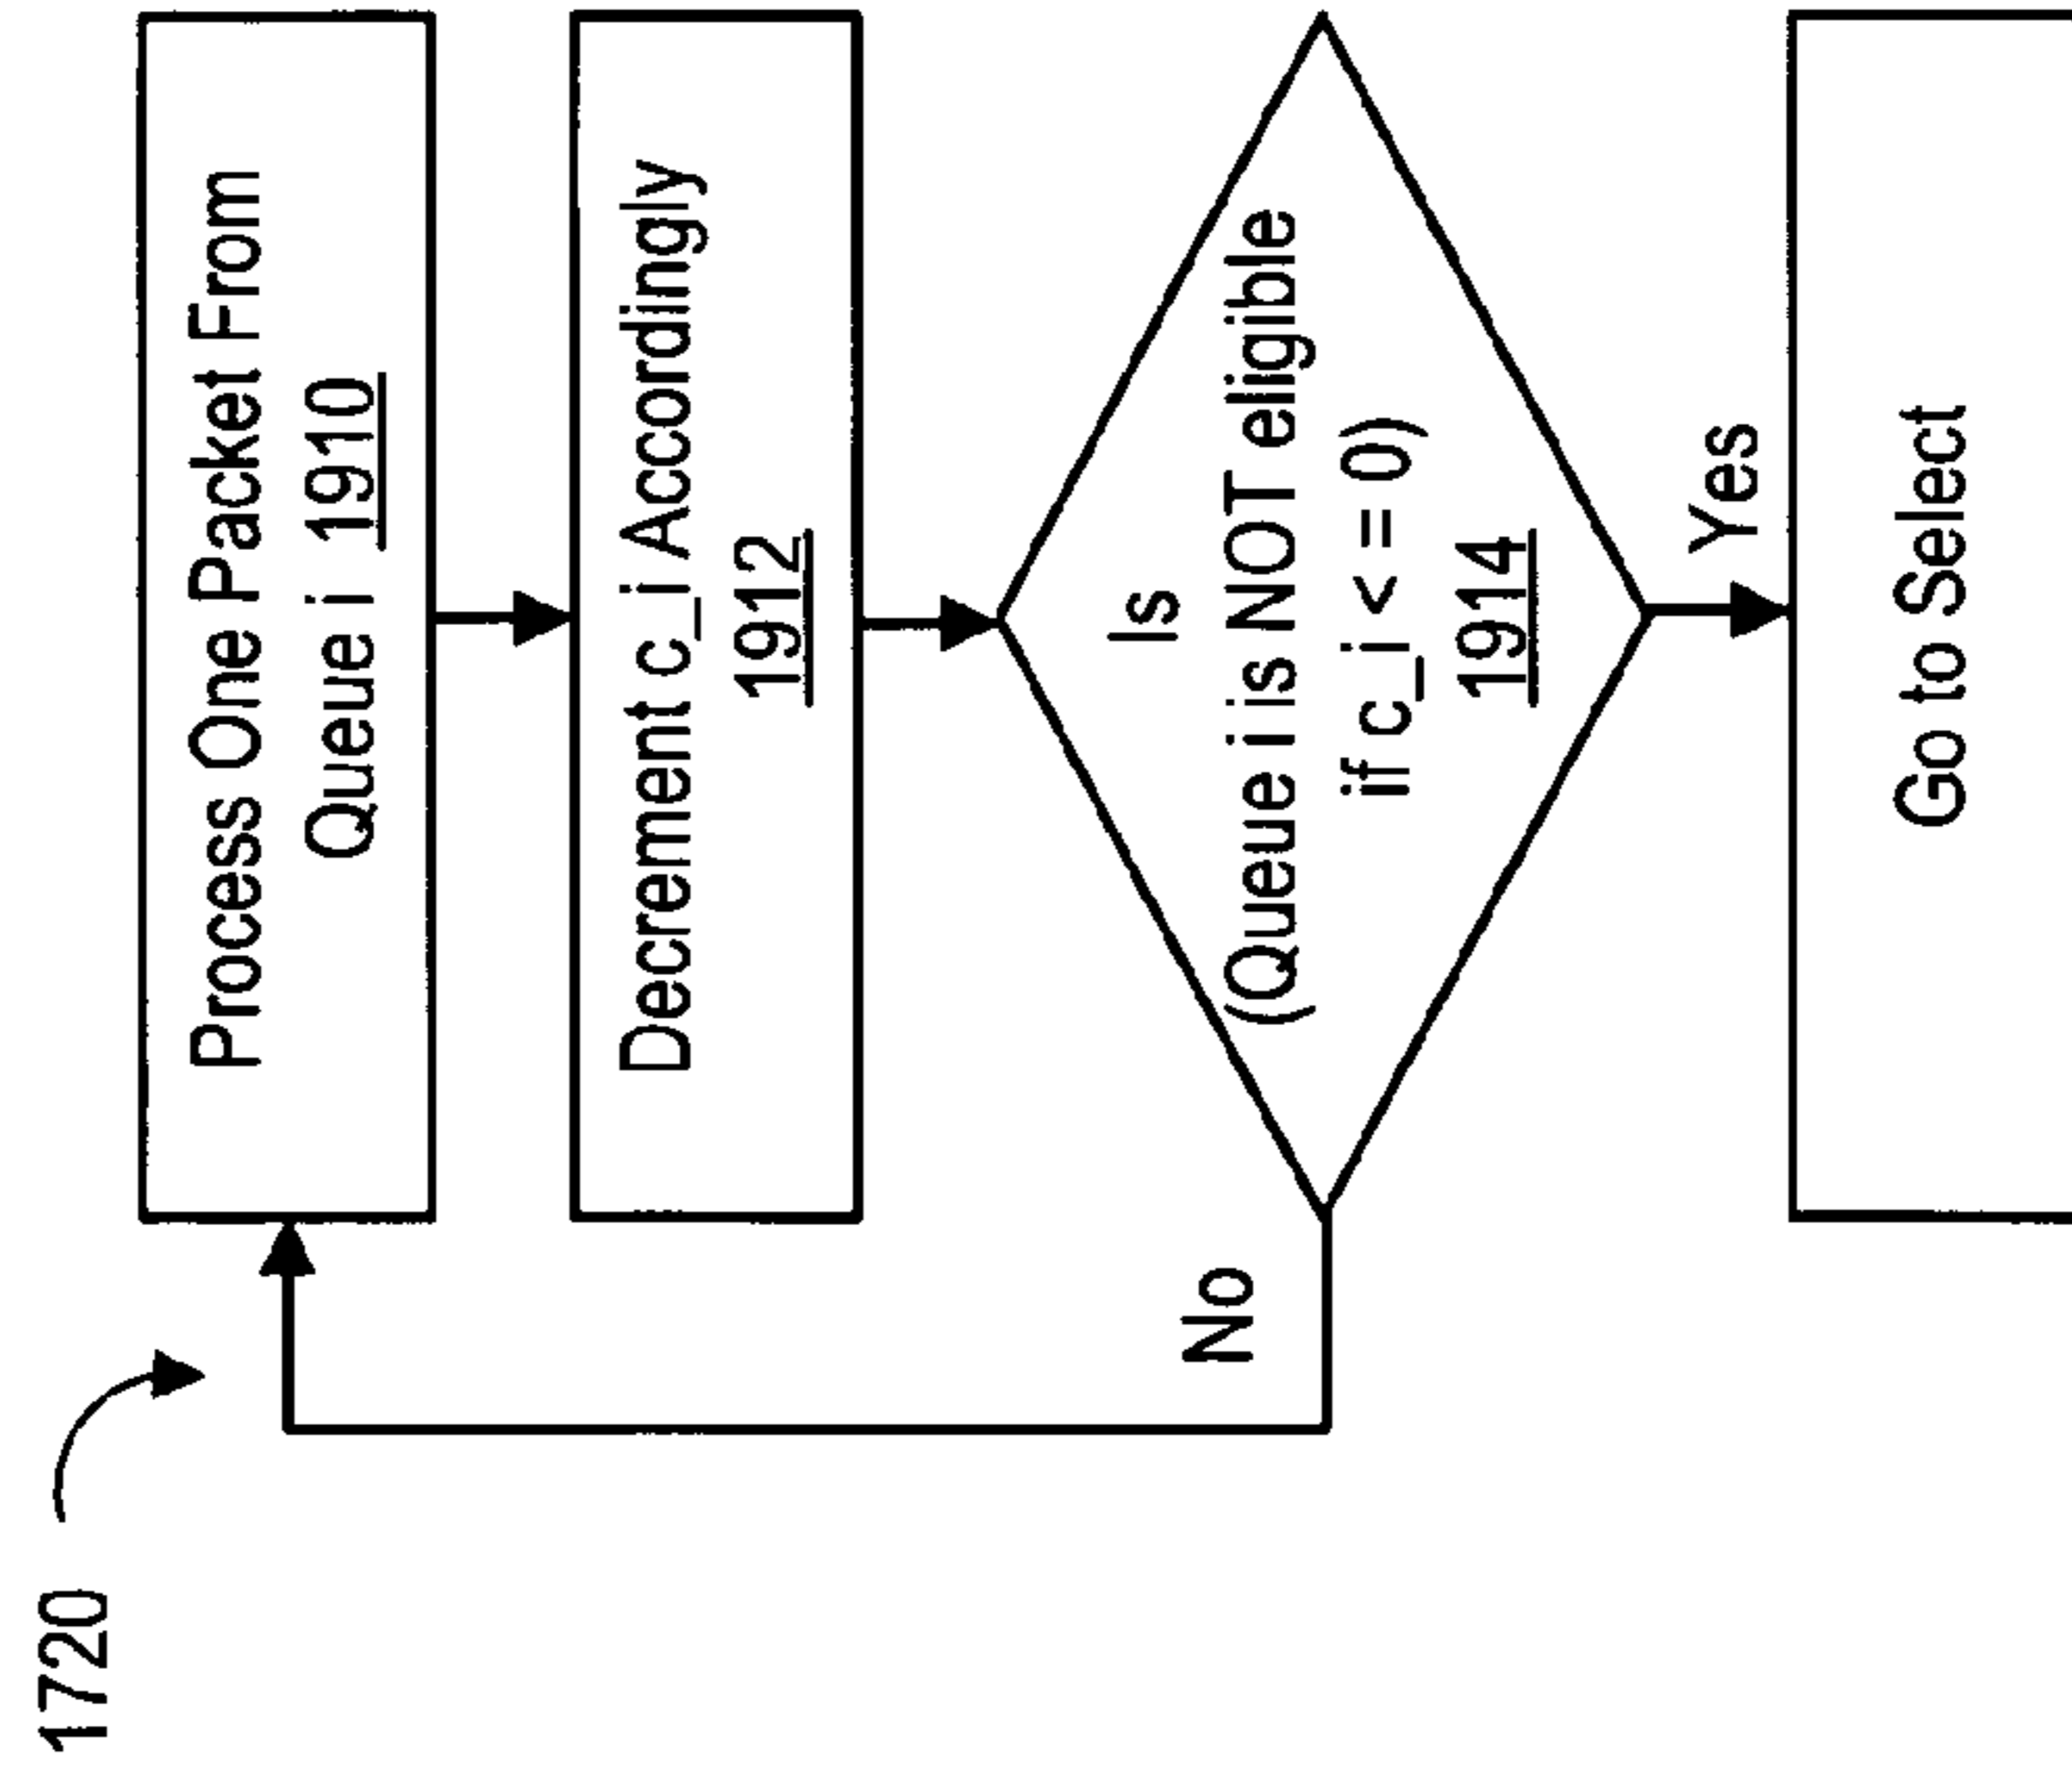 1720
Process One Packet From
Queue i 1910
Decrement c_i Accordingly
1912
Is
(Queue i is NOT eligible
if c_i < = 0)
1914
No
Yes
Go to Select